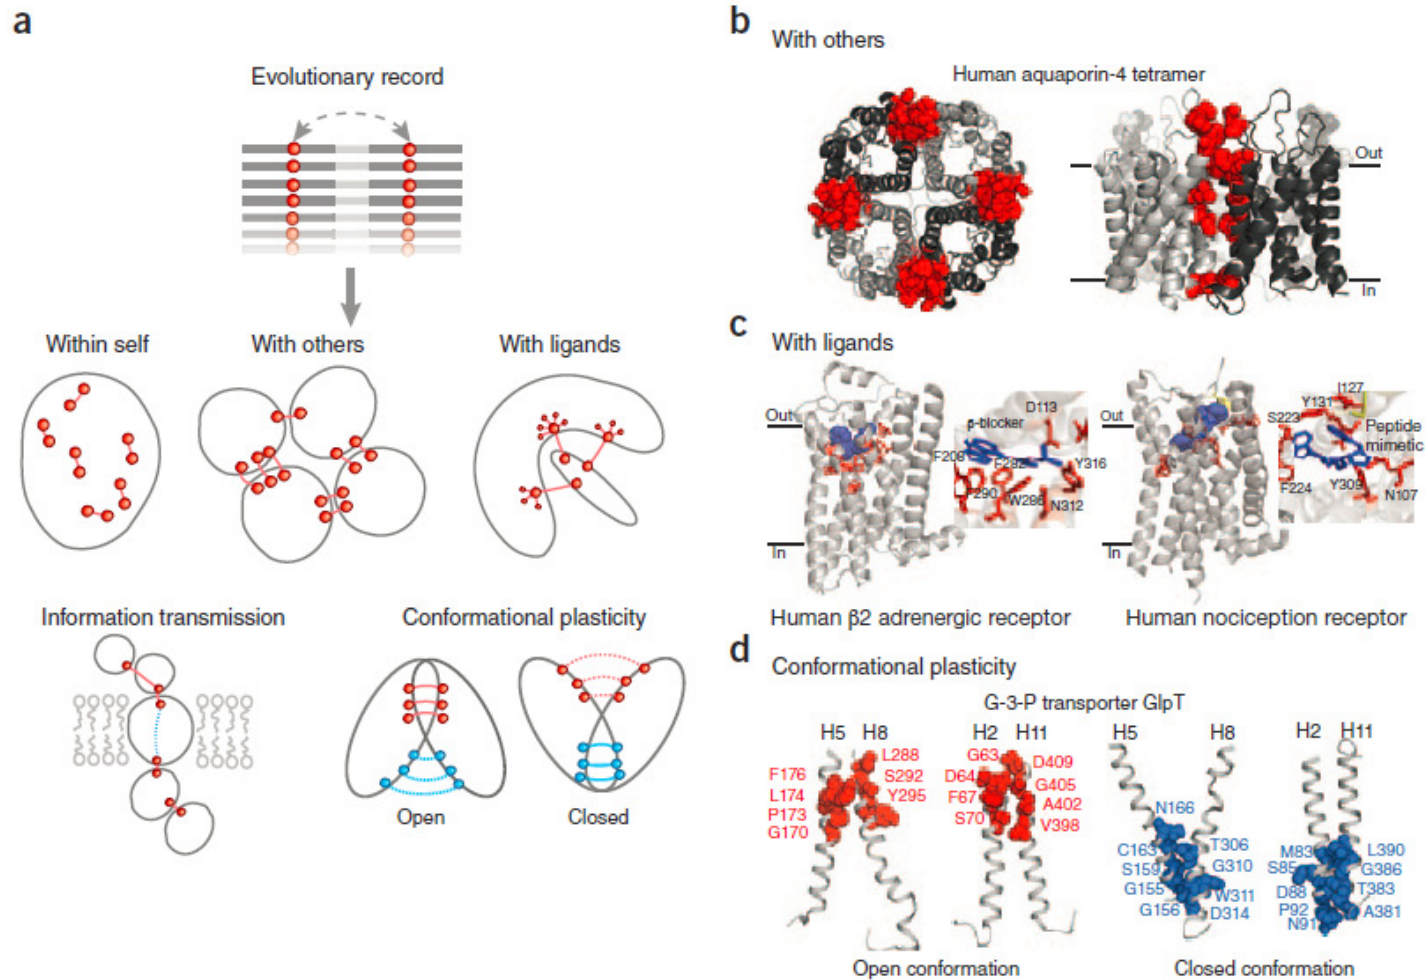 a
Evolutionary record
Within self
With others
With ligands
Information transmission
Conformational plasticity
Open
Closed
b
With others
Human aquaporin-4 tetramer
Out
In
c
With ligands
Out
In
β-blocker
D113
F208
F282
Y316
F290
W286
N312
Human β2 adrenergic receptor
Out
In
I127
Y131
S223
Peptide
mimetic
F224
Y309
N107
Human nociception receptor
d
Conformational plasticity
G-3-P transporter GlpT
H5 H8
L288
F176
S292
L174
Y295
P173
G170
H2 H11
G63
D409
D64
G405
F67
A402
S70
V398
Open conformation
H5
H8
N166
C163
T306
S159
G310
G155
W311
G156
D314
H2
H11
M83
L390
S85
G386
D88
T383
P92
A381
N91
Closed conformation